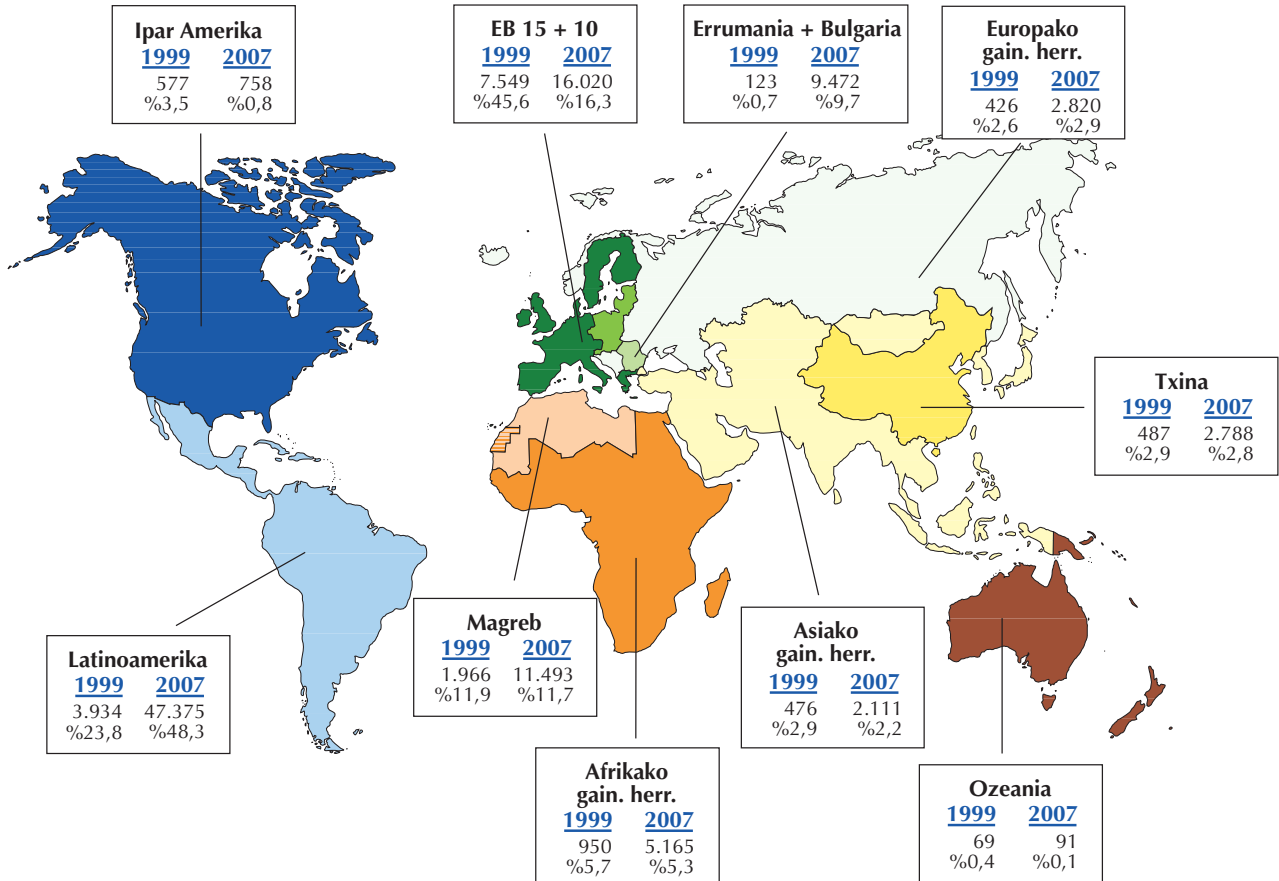 Ipar Amerika
1999 2007
577 758
%3,5 %0,8
EB 15 + 10
1999 2007
7.549 16.020
%45,6 %16,3
Errumania + Bulgaria
1999 2007
123 9.472
%0,7 %9,7
Europako
gain. herr.
1999 2007
426 2.820
%2,6 %2,9
Txina
1999 2007
487 2.788
%2,9 %2,8
Latinoamerika
1999 2007
3.934 47.375
%23,8 %48,3
Magreb
1999 2007
1.966 11.493
%11,9 %11,7
Asiako
gain. herr.
1999 2007
476 2.111
%2,9 %2,2
Afrikako
gain. herr.
1999 2007
950 5.165
%5,7 %5,3
Ozeania
1999 2007
69 91
%0,4 %0,1